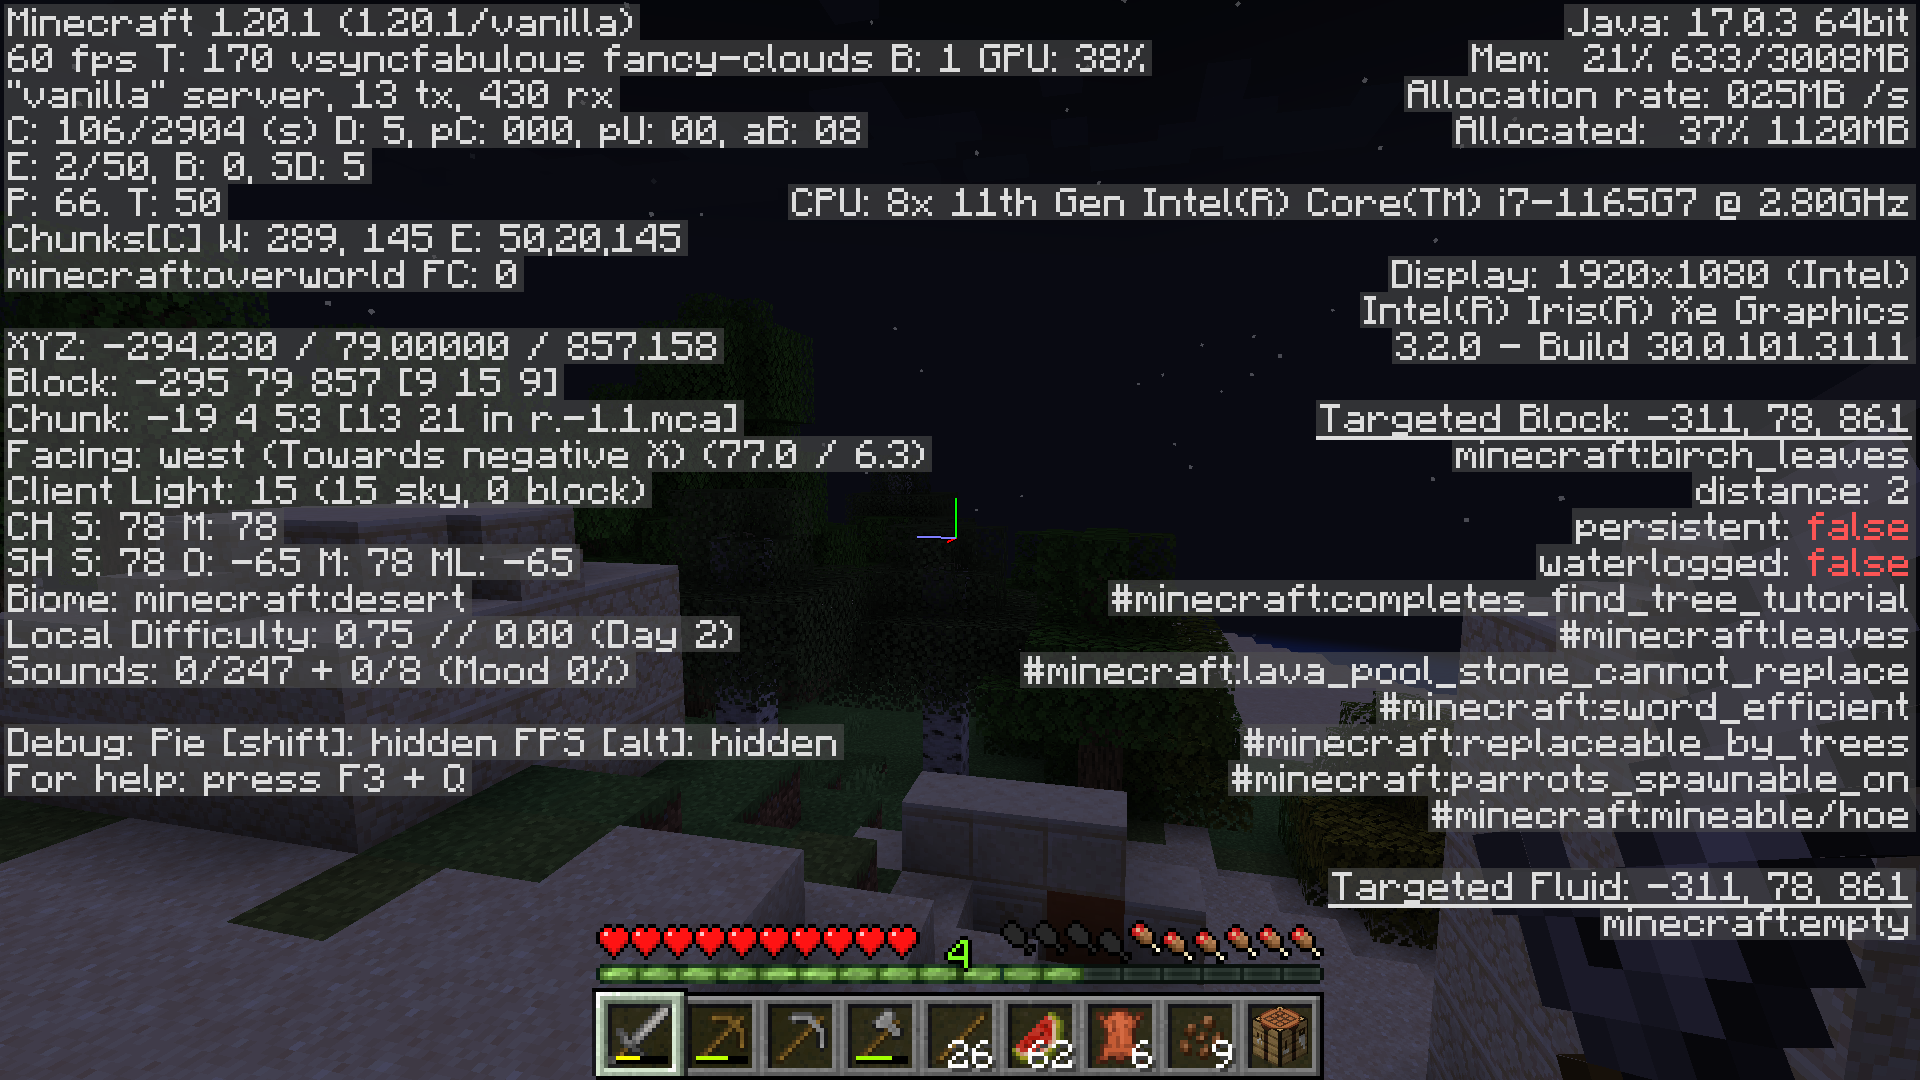 Minecraft 1.20.1 (1.20.1/vanilla)
60 fps T: 170 vsyncfabulous fancy-clouds B: 1 GPU: 38%
"vanilla" server, 13 tx, 430 rx
C: 106/2904 (s) D: 5, pC: 000, pU: 00, aB: 08
E: 2/50, B: 0, SD: 5
P: 66. T: 50
Chunks[C] W: 289, 145 E: 50,20,145
minecraft:overworld FC: 0
XYZ: -294.230 / 79.00000 / 857.158
Block: -295 79 857 [9 15 9]
Chunk: -19 4 53 [13 21 in r.-1.1.mca]
Facing: west (Towards negative X) (77.0 / 6.3)
Client Light: 15 (15 sky, 0 block)
CH S: 78 M: 78
SH S: 78 O: -65 M: 78 ML: -65
Biome: minecraft:desert
Local Difficulty: 0.75 // 0.00 (Day 2)
Sounds: 0/247 + 0/8 (Mood 0%)
Debug: Pie [shift]: hidden FPS [alt]: hidden
For help: press F3 + Q
Java: 17.0.3 64bit
Mem: 21% 633/3008MB
Allocation rate: 025MB /s
Allocated: 37% 1120MB
CPU: 8x 11th Gen Intel(R) Core(TM) i7-1165G7 @ 2.80GHz
Display: 1920x1080 (Intel)
Intel(R) Iris(R) Xe Graphics
3.2.0 - Build 30.0.101.3111
Targeted Block: -311, 78, 861
minecraft:birch_leaves
distance: 2
persistent: false
waterlogged: false
#minecraft:completes_find_tree_tutorial
#minecraft:leaves
#minecraft:lava_pool_stone_cannot_replace
#minecraft:sword_efficient
#minecraft:replaceable_by_trees
#minecraft:parrots_spawnable_on
#minecraft:mineable/hoe
Targeted Fluid: -311, 78, 861
minecraft:empty
4
26 62 6 9